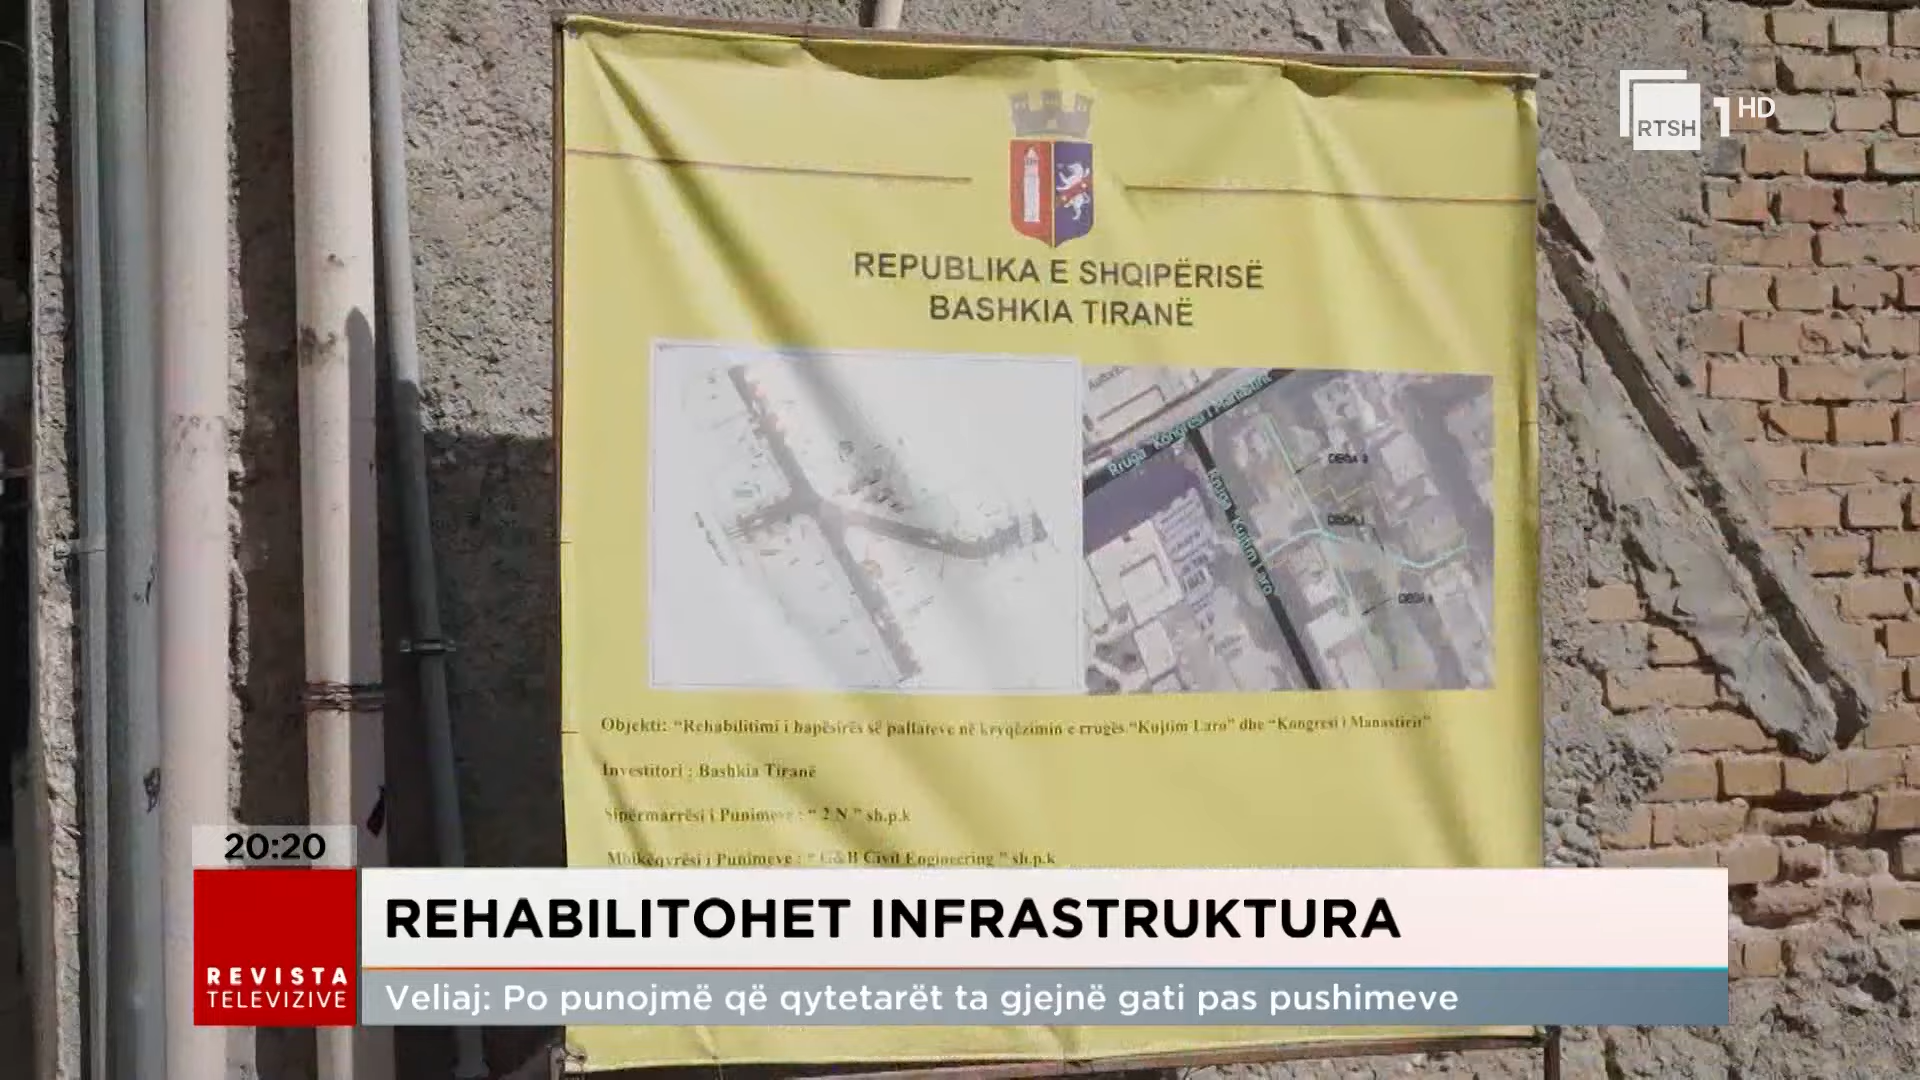 RTSH 1 HD
REPUBLIKA E SHQIPËRISË
BASHKIA TIRANË
Rruga Kongresi i Manastirit
Rruga Kujtim Laro
Objekti: “Rehabilitimi i hapësirës së pallateve në kryqëzimin e rrugës “Kujtim Laro” dhe “Kongresi i Manastirit”
Investitori : Bashkia Tiranë
Sipërmarrësi i Punimeve : “ 2 N ” sh.p.k
Mbikëqyrësi i Punimeve : “ G&B Civil Engineering ” sh.p.k
20:20
REHABILITOHET INFRASTRUKTURA
REVISTA
TELEVIZIVE
Veliaj: Po punojmë që qytetarët ta gjejnë gati pas pushimeve